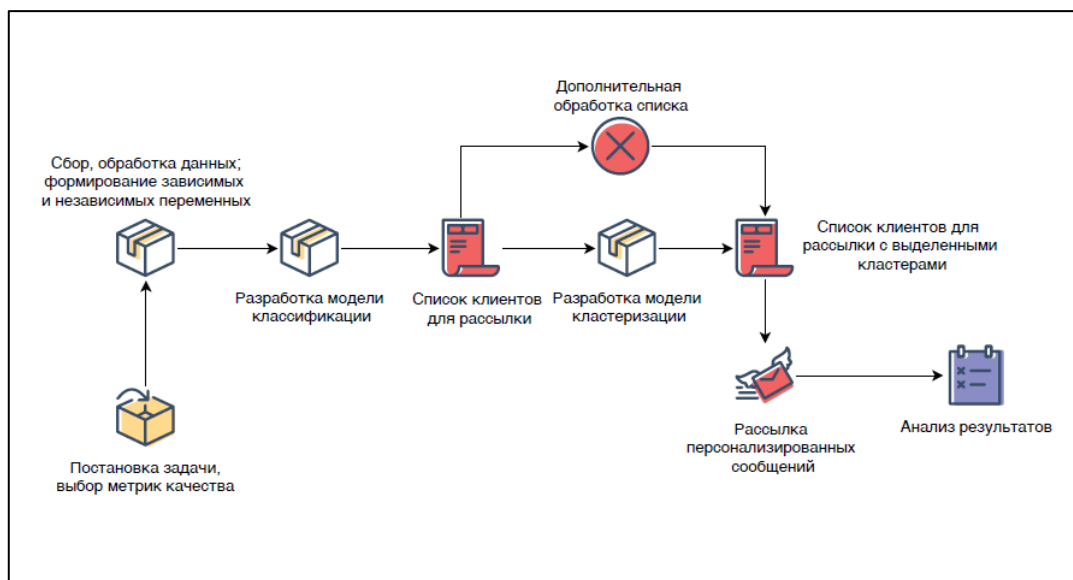 Дополнительная
обработка списка
Сбор, обработка данных;
формирование зависимых
и независимых переменных
Разработка модели
классификации
Список клиентов
для рассылки
Разработка модели
кластеризации
Список клиентов для
рассылки с выделенными
кластерами
Постановка задачи,
выбор метрик качества
Рассылка
персонализированных
сообщений
Анализ результатов